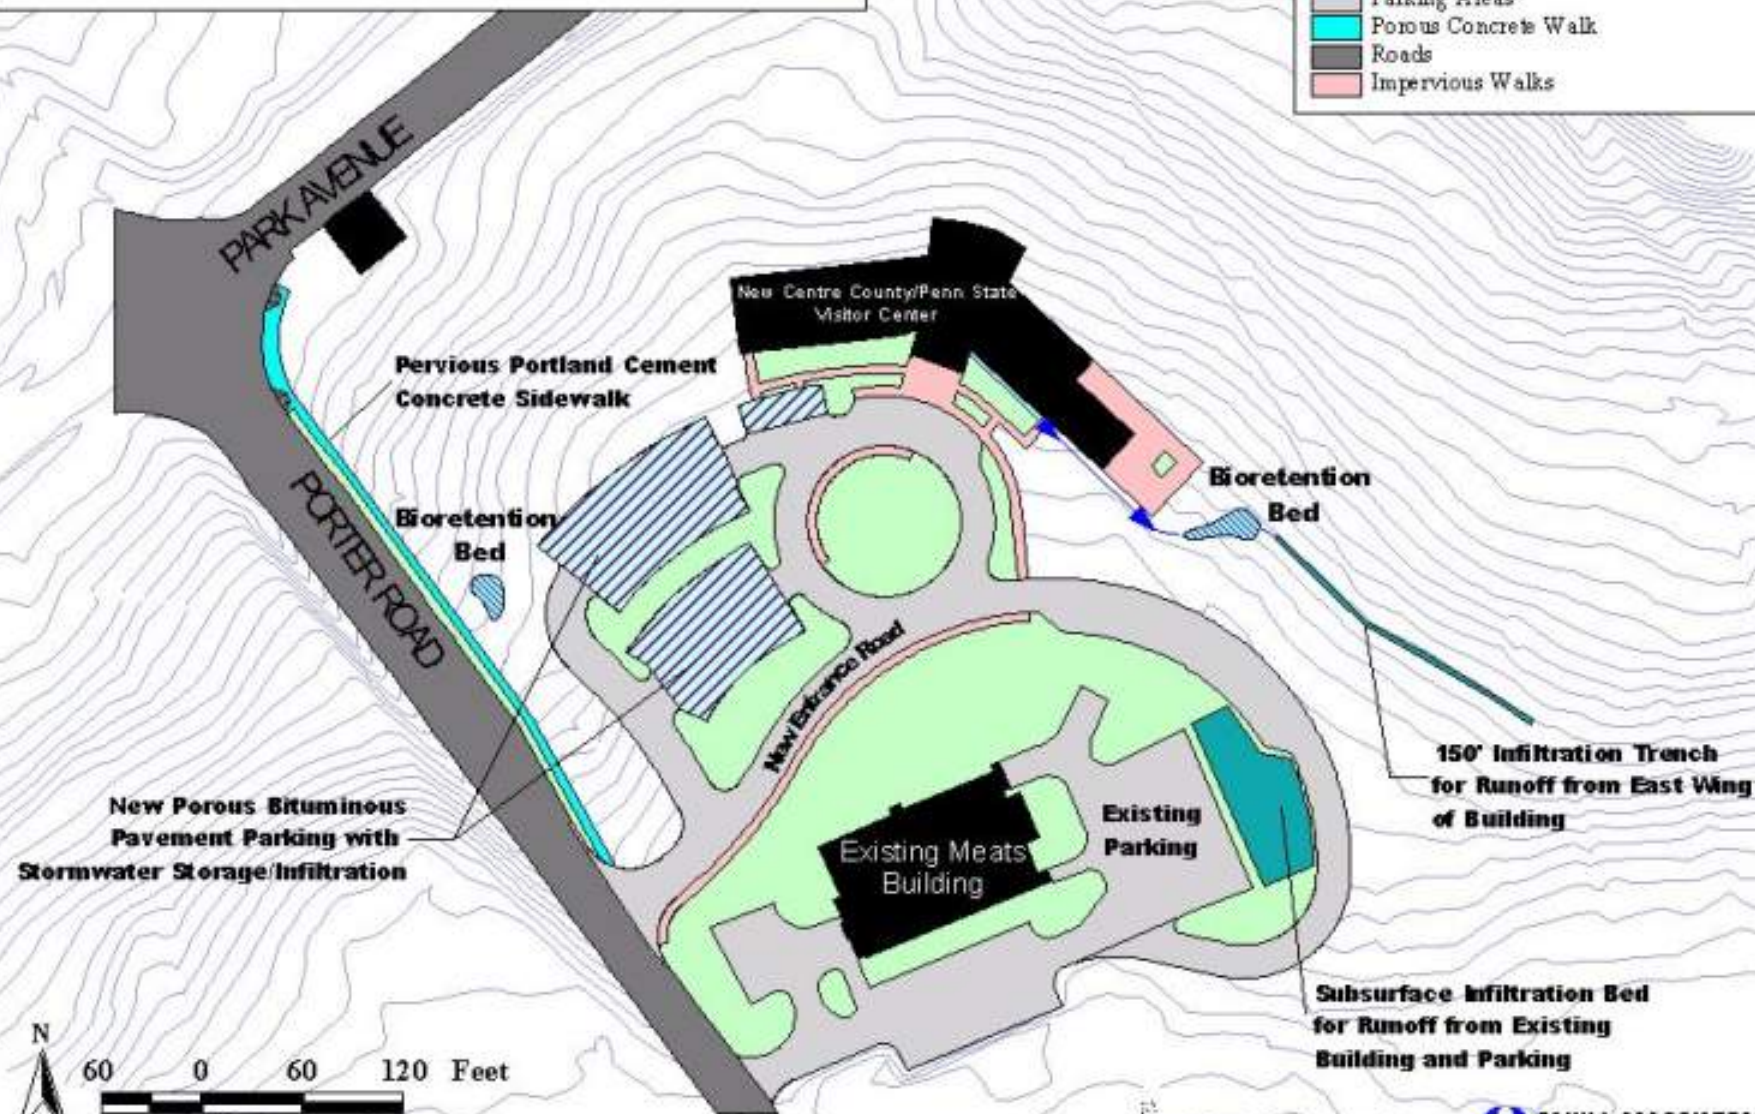 Parking Areas
Porous Concrete Walk
Roads
Impervious Walks
PARK AVENUE
New Centre County/Penn State
Visitor Center
Pervious Portland Cement
Concrete Sidewalk
PORTER ROAD
Bioretention
Bed
Bioretention
Bed
New Entrance Road
150' Infiltration Trench
for Runoff from East Wing
of Building
New Porous Bituminous
Pavement Parking with
Stormwater Storage/Infiltration
Existing
Parking
Existing Meats
Building
Subsurface Infiltration Bed
for Runoff from Existing
Building and Parking
N
60 0 60 120 Feet